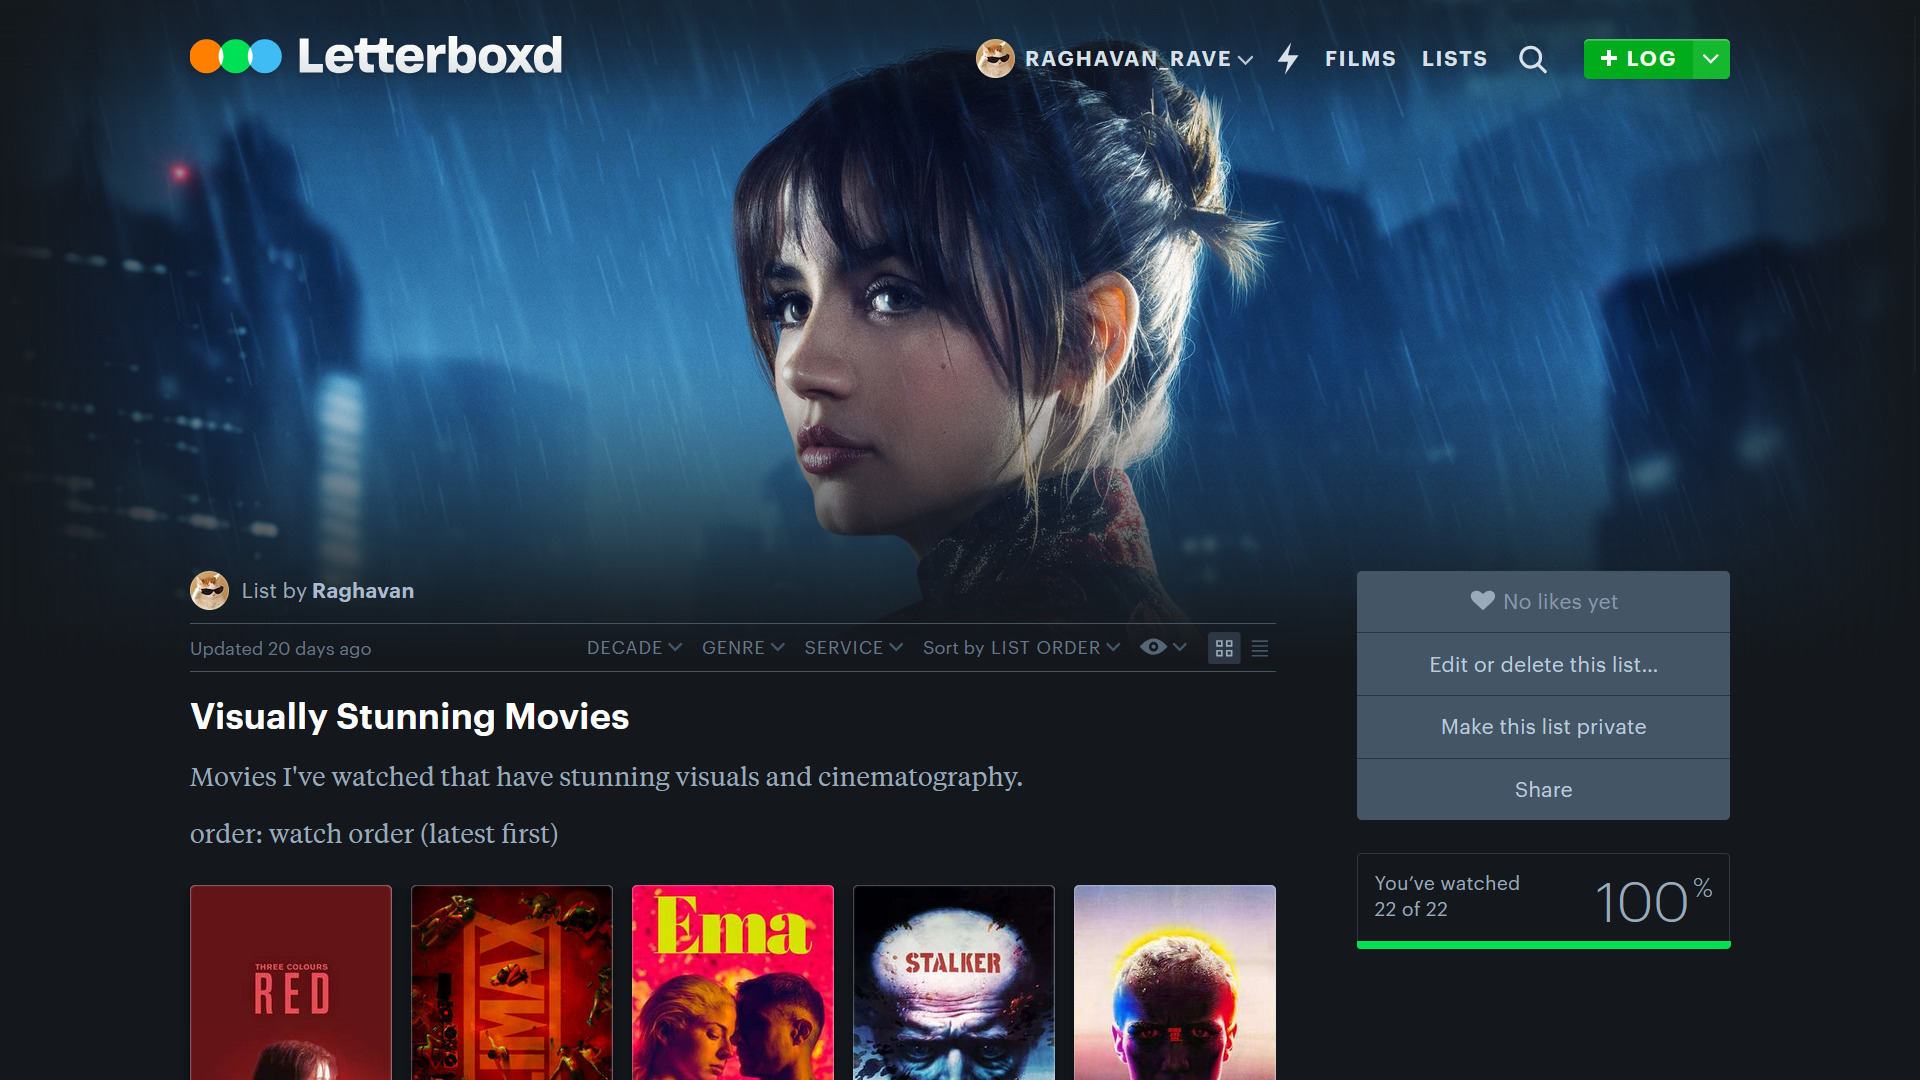 Letterboxd
RAGHAVAN_RAVE
FILMS
LISTS
+ LOG
List by Raghavan
Updated 20 days ago
DECADE
GENRE
SERVICE
Sort by LIST ORDER
Visually Stunning Movies
Movies I've watched that have stunning visuals and cinematography.
order: watch order (latest first)
No likes yet
Edit or delete this list...
Make this list private
Share
You’ve watched
22 of 22
100%
THREE COLOURS
RED
Ema
STALKER